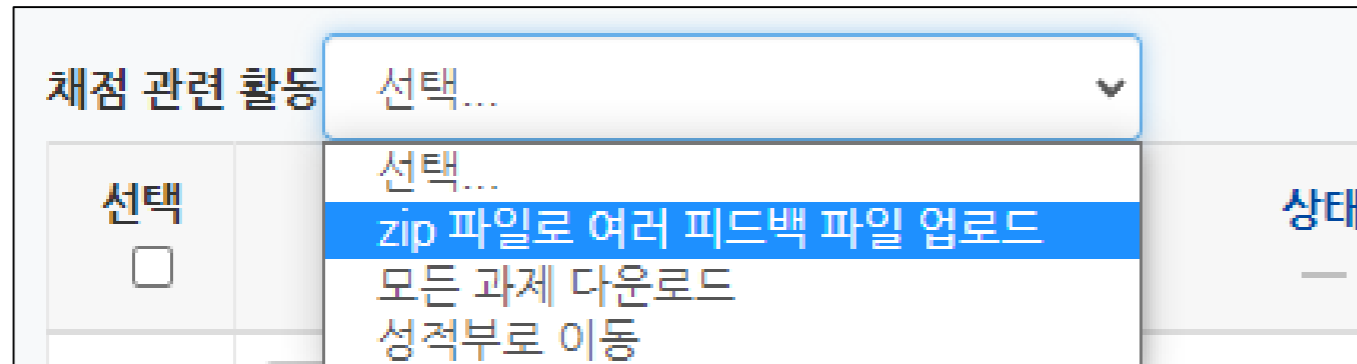 채점 관련 활동 선택...
선택...
선택
zip 파일로 여러 피드백 파일 업로드
상태
모든 과제 다운로드
성적부로 이동